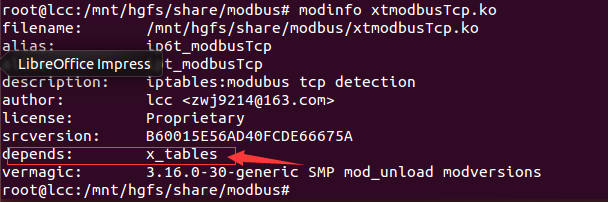 root@lcc:/mnt/hgfs/share/modbus# modinfo xtmodbusTcp.ko
filename: /mnt/hgfs/share/modbus/xtmodbusTcp.ko
alias: ip6t_modbusTcp
LibreOffice Impress t_modbusTcp
description: iptables:modubus tcp detection
author: lcc <zwj9214@163.com>
license: Proprietary
srcversion: B60015E56AD40FCDE66675A
depends: x_tables
vermagic: 3.16.0-30-generic SMP mod_unload modversions
root@lcc:/mnt/hgfs/share/modbus#